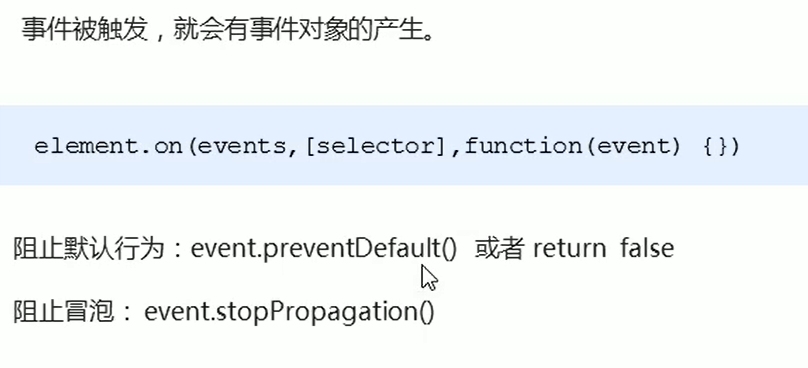 事件被触发，就会有事件对象的产生。
element.on(events,[selector],function(event) {})
阻止默认行为：event.preventDefault() 或者 return false
阻止冒泡： event.stopPropagation()